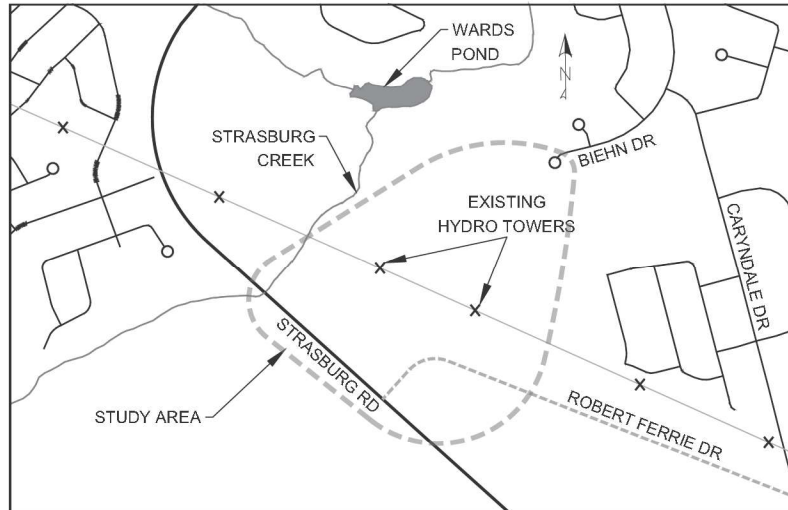 WARDS
POND
N
STRASBURG
CREEK
BIEHN DR
EXISTING
HYDRO TOWERS
CARYNDALE DR
STRASBURG RD
STUDY AREA
ROBERT FERRIE DR